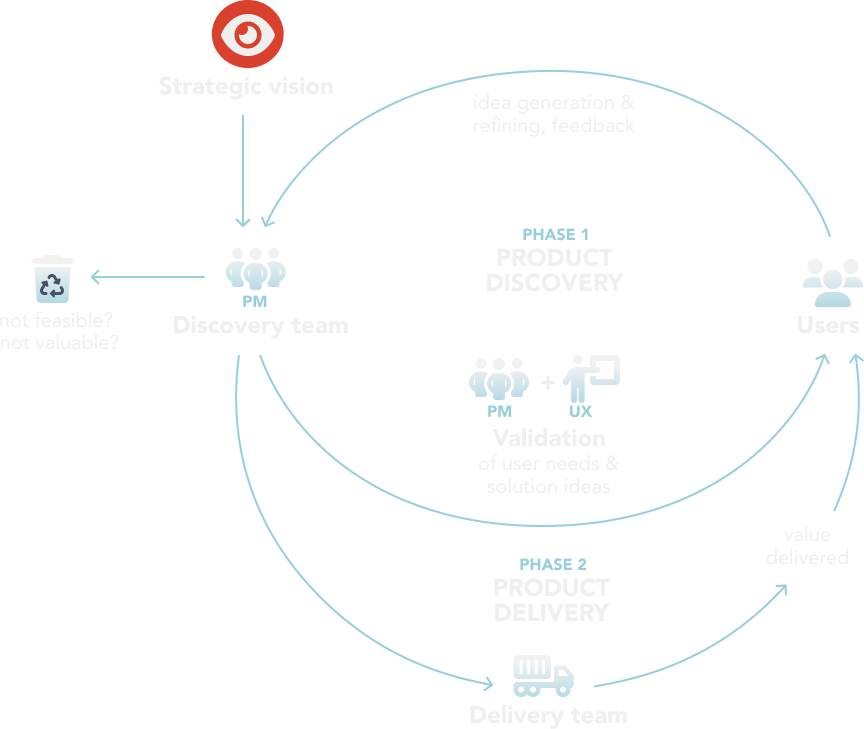 Strategic vision
idea generation &
refining, feedback
PHASE 1
PRODUCT
DISCOVERY
PM
Discovery team
not feasible?
not valuable?
Users
+
PM
UX
Validation
of user needs &
solution ideas
value
delivered
PHASE 2
PRODUCT
DELIVERY
Delivery team